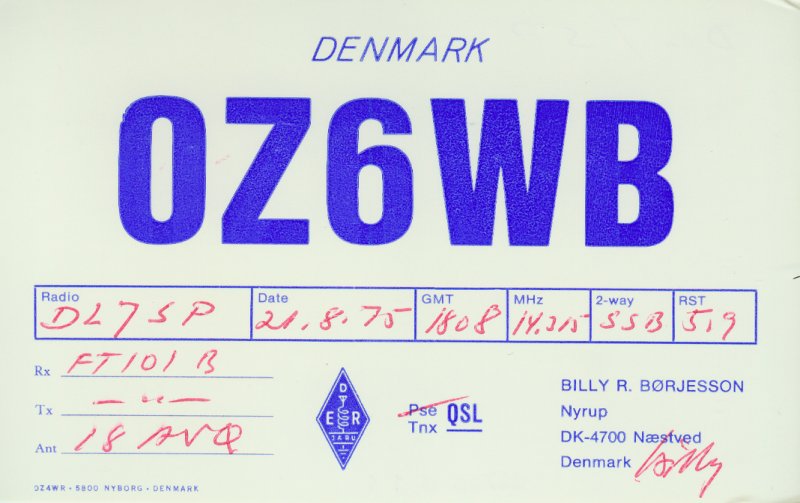 DENMARK
OZ6WB
Radio Date GMT MHz 2-way RST
DL7SP 21.8.75 1808 14.315 SSB 5,9
Rx FT101 B
Tx — „ —
Ant 18 AVQ
D
E R
IARU
Pse QSL
Tnx
BILLY R. BØRJESSON
Nyrup
DK-4700 Næstved
Denmark Billy
OZ4WR · 5800 NYBORG · DENMARK